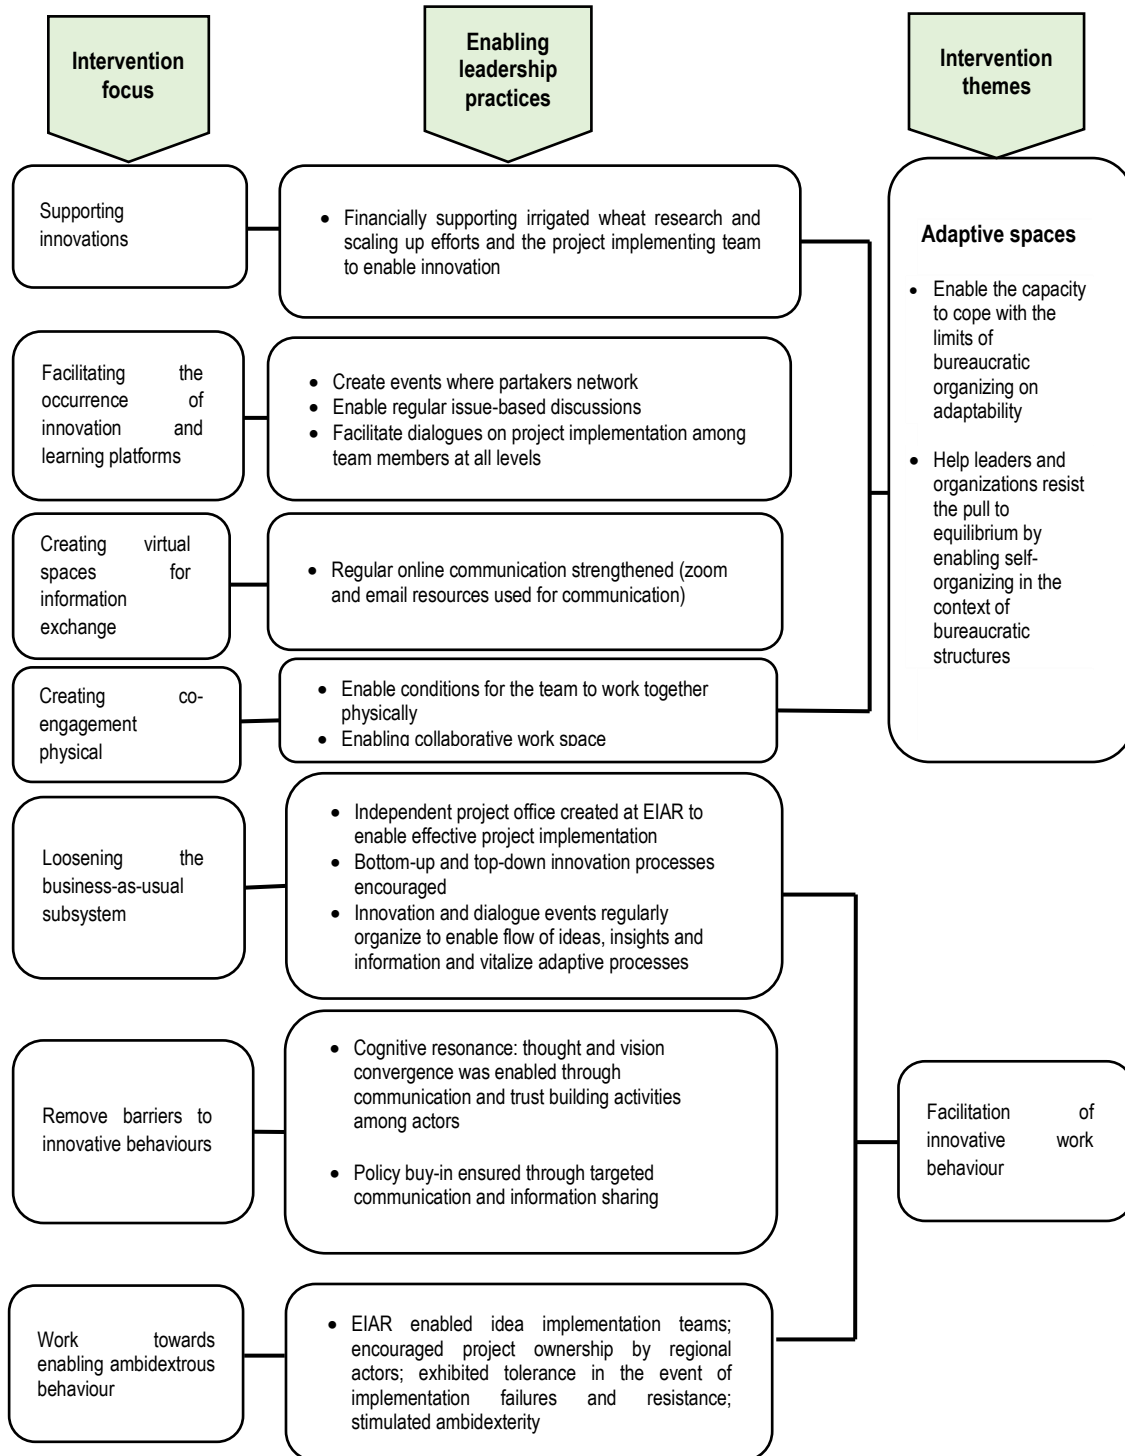 Intervention
focus
Enabling
leadership
practices
Intervention
themes
Supporting
innovations
• Financially supporting irrigated wheat research and
scaling up efforts and the project implementing team
to enable innovation
Facilitating the
occurrence of
innovation and
learning platforms
• Create events where partakers network
• Enable regular issue-based discussions
• Facilitate dialogues on project implementation among
team members at all levels
Creating virtual
spaces for
information
exchange
• Regular online communication strengthened (zoom
and email resources used for communication)
Creating co-
engagement
physical
• Enable conditions for the team to work together
physically
• Enabling collaborative work space
Adaptive spaces
• Enable the capacity
to cope with the
limits of
bureaucratic
organizing on
adaptability
• Help leaders and
organizations resist
the pull to
equilibrium by
enabling self-
organizing in the
context of
bureaucratic
structures
Loosening the
business-as-usual
subsystem
• Independent project office created at EIAR to
enable effective project implementation
• Bottom-up and top-down innovation processes
encouraged
• Innovation and dialogue events regularly
organize to enable flow of ideas, insights and
information and vitalize adaptive processes
Remove barriers to
innovative behaviours
• Cognitive resonance: thought and vision
convergence was enabled through
communication and trust building activities
among actors
• Policy buy-in ensured through targeted
communication and information sharing
Work towards
enabling ambidextrous
behaviour
• EIAR enabled idea implementation teams;
encouraged project ownership by regional
actors; exhibited tolerance in the event of
implementation failures and resistance;
stimulated ambidexterity
Facilitation of
innovative work
behaviour